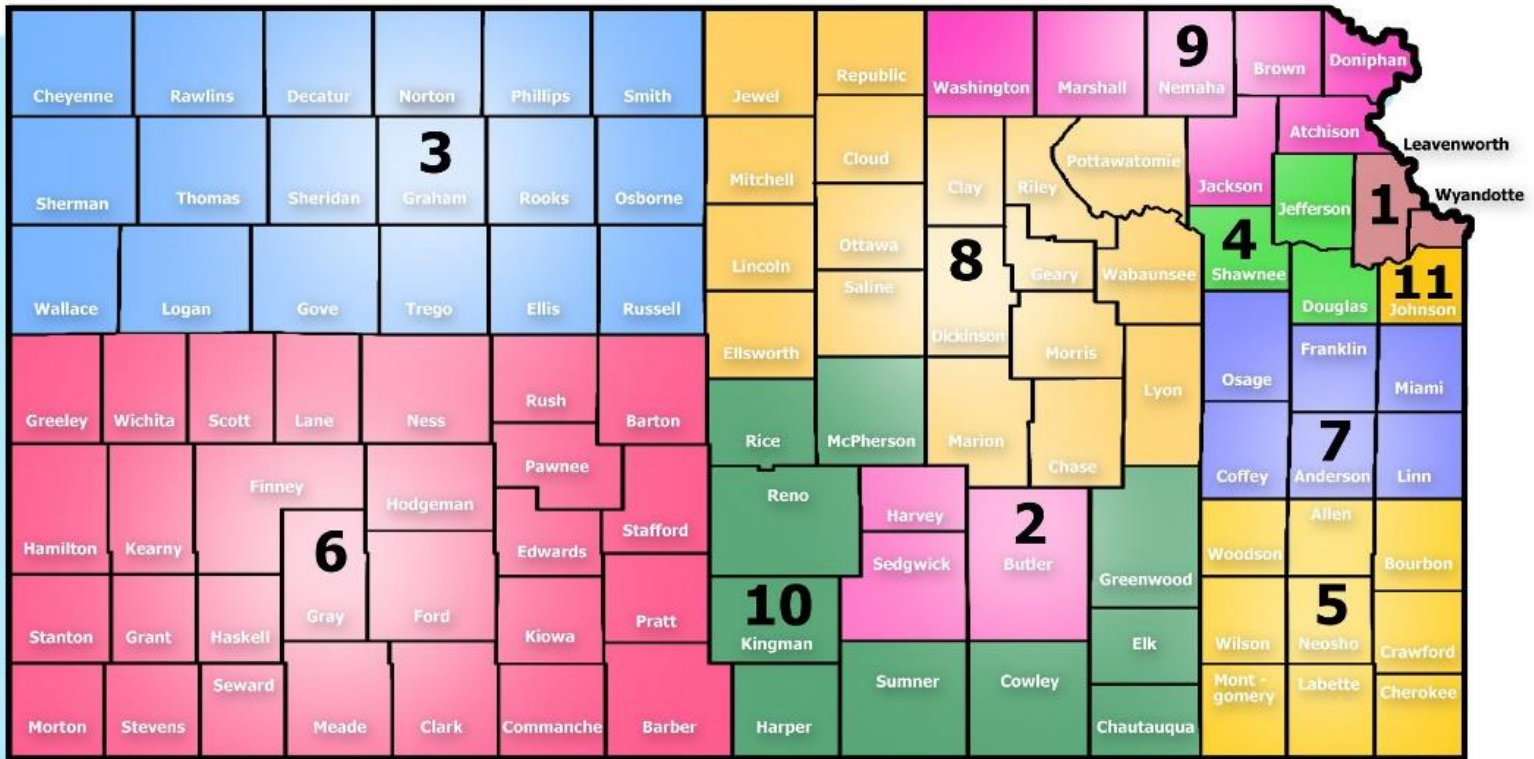 Cheyenne
Rawlins
Decatur
Norton
Phillips
Smith
Jewel
Republic
Washington
Marshall
9
Nemaha
Brown
Doniphan
Sherman
Thomas
Sheridan
3
Graham
Rooks
Osborne
Mitchell
Cloud
Clay
Riley
Pottawatomie
Jackson
Atchison
Leavenworth
Jefferson
1
Wyandotte
Wallace
Logan
Gove
Trego
Ellis
Russell
Lincoln
Ottawa
Saline
8
Dickinson
Geary
Wabaunsee
4
Shawnee
Douglas
11
Johnson
Ellsworth
Morris
Lyon
Osage
Franklin
Miami
Greeley
Wichita
Scott
Lane
Ness
Rush
Barton
Rice
McPherson
Marion
Chase
Coffey
7
Anderson
Linn
Hamilton
Kearny
Finney
Hodgeman
Pawnee
Edwards
Stafford
Reno
Harvey
Sedgwick
2
Butler
Greenwood
Woodson
Allen
Bourbon
Stanton
Grant
Haskell
6
Gray
Ford
Kiowa
Pratt
10
Kingman
Elk
Wilson
5
Neosho
Crawford
Morton
Stevens
Seward
Meade
Clark
Commanche
Barber
Harper
Sumner
Cowley
Chautauqua
Mont -
gomery
Labette
Cherokee